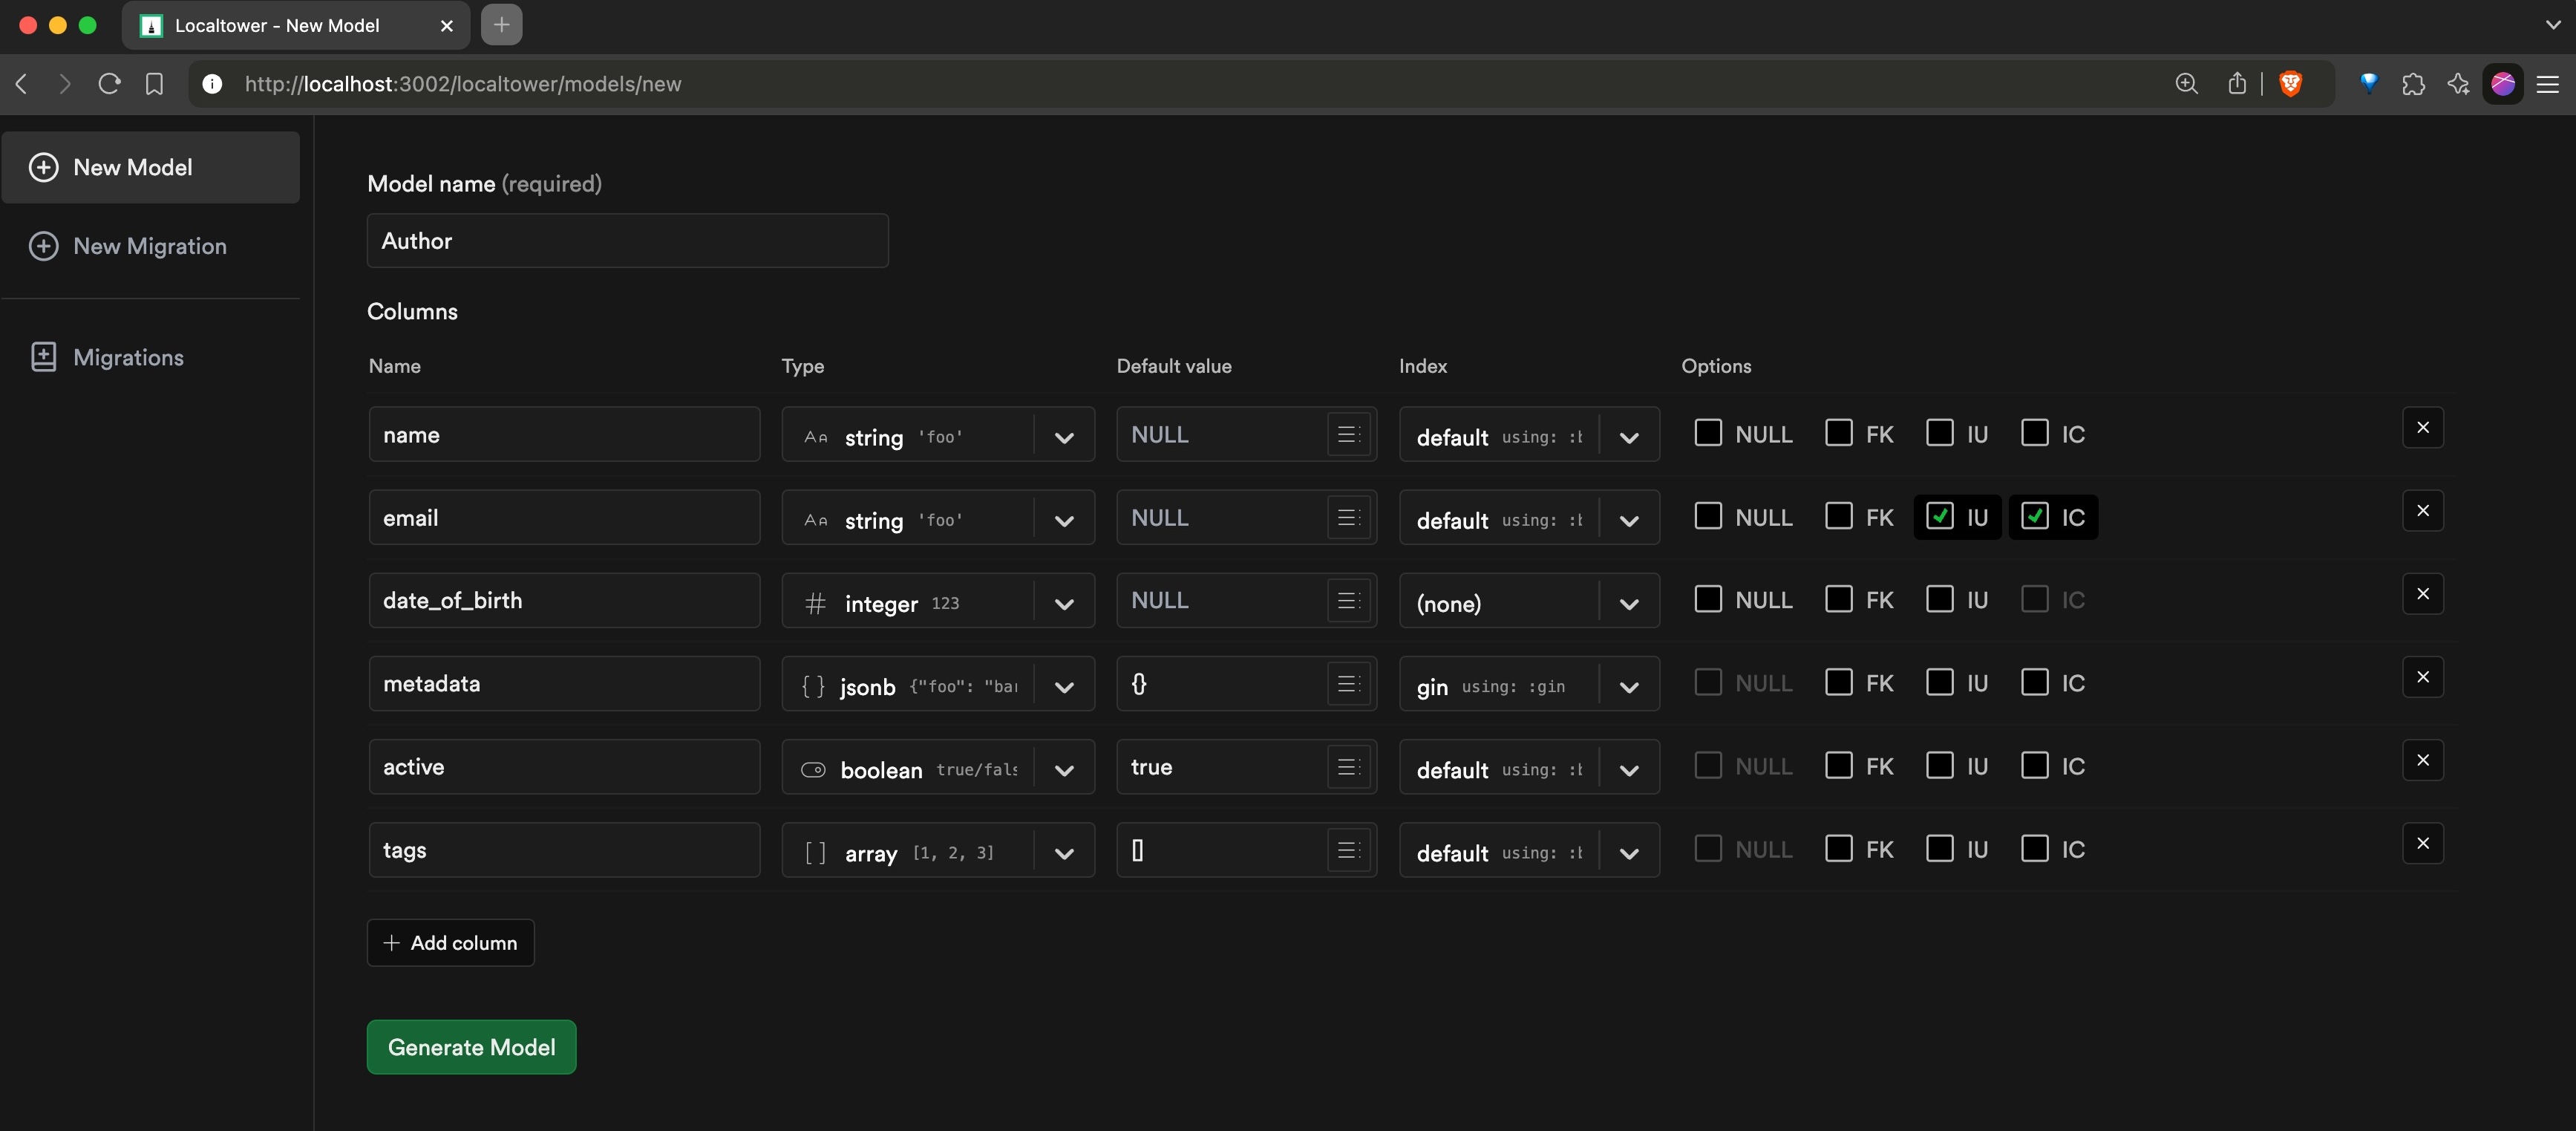 Localtower - New Model
http://localhost:3002/localtower/models/new
New Model
New Migration
Migrations
Model name (required)
Author
Columns
Name Type Default value Index Options
name string 'foo' NULL default using: :b NULL FK IU IC
email string 'foo' NULL default using: :b NULL FK IU IC
date_of_birth integer 123 NULL (none) NULL FK IU IC
metadata { } jsonb {"foo": "bar {} gin using: :gin NULL FK IU IC
active boolean true/fals true default using: :b NULL FK IU IC
tags [ ] array [1, 2, 3] [] default using: :b NULL FK IU IC
Add column
Generate Model